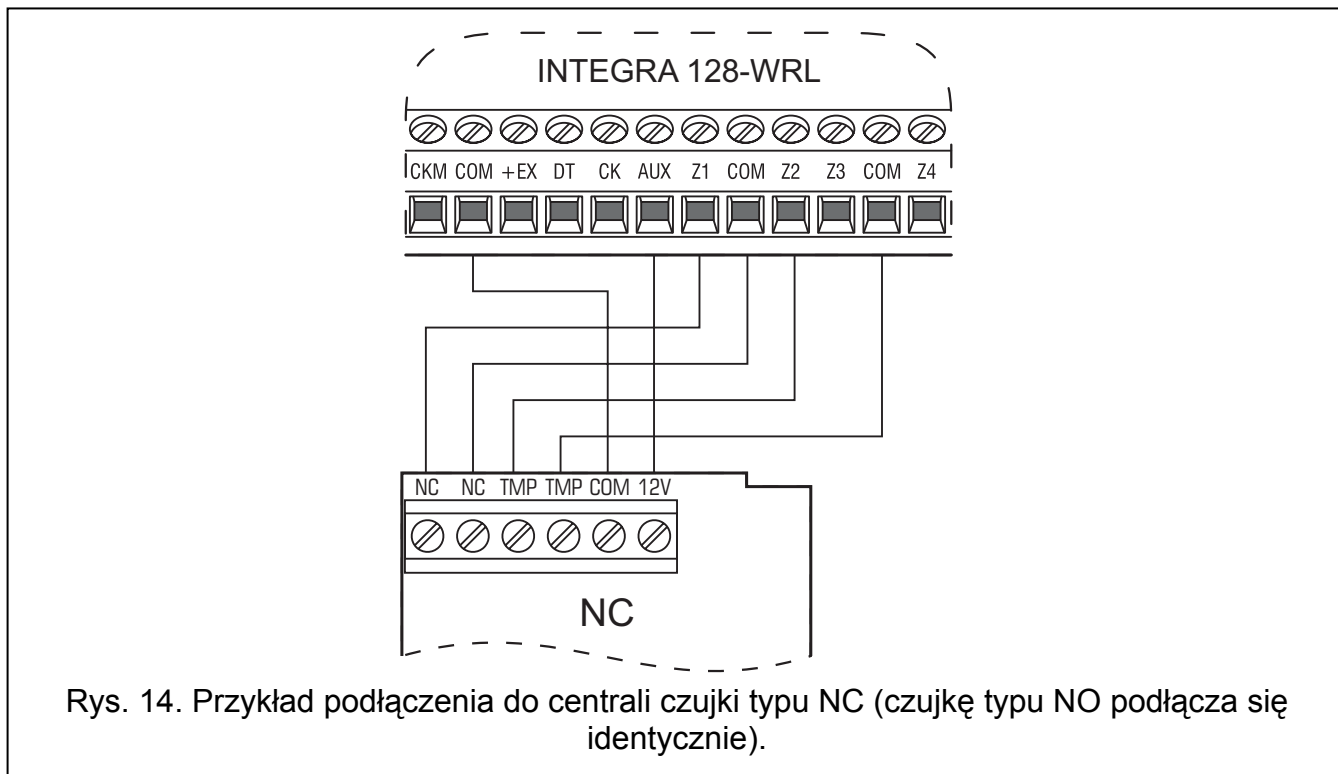 INTEGRA 128-WRL
CKM COM +EX DT CK AUX Z1 COM Z2 Z3 COM Z4
NC NC TMP TMP COM 12V
NC
Rys. 14. Przykład podłączenia do centrali czujki typu NC (czujkę typu NO podłącza się
identycznie).